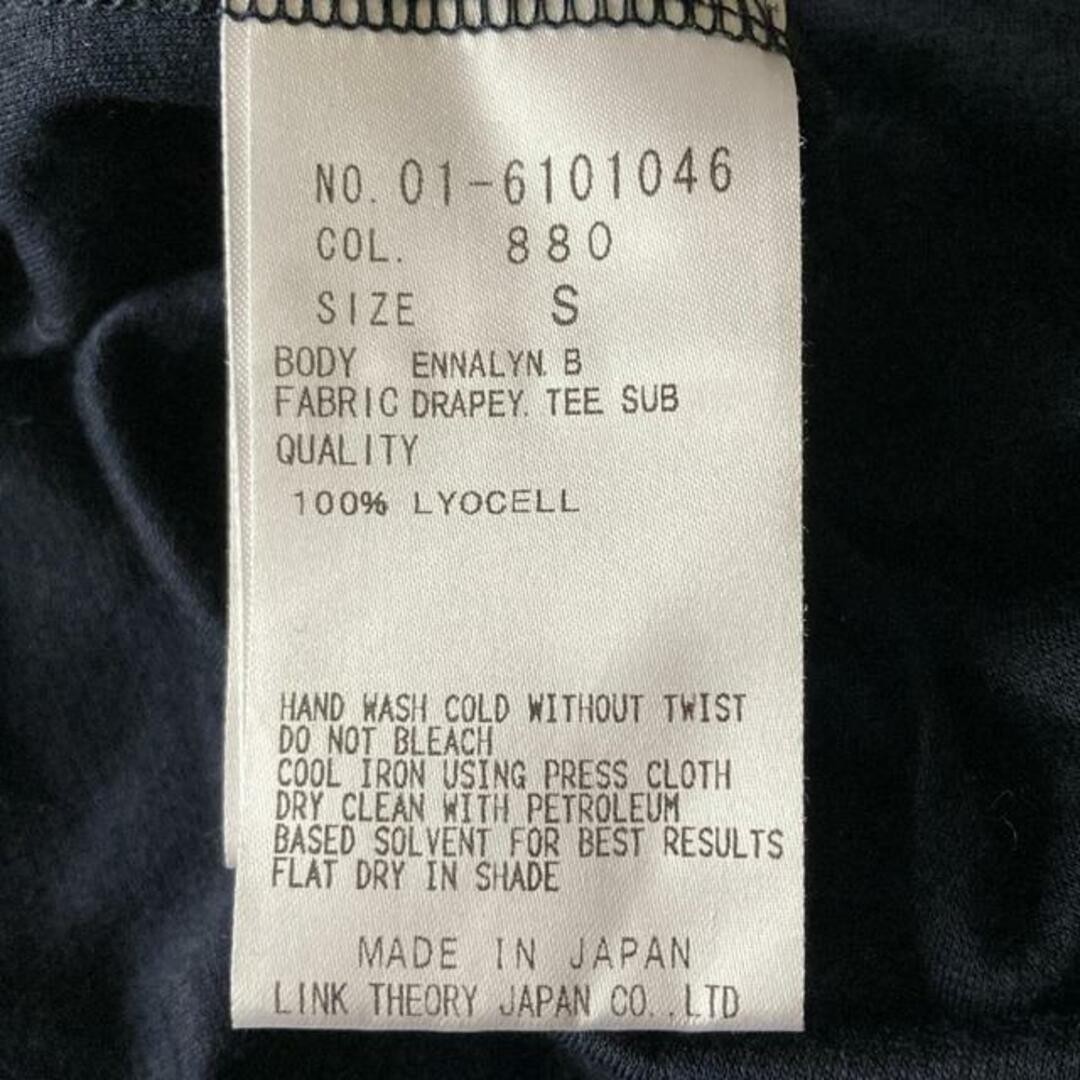 NO. 01-6101046
COL. 880
SIZE S
BODY ENNALYN. B
FABRIC DRAPEY. TEE SUB
QUALITY
100% LYOCELL
HAND WASH COLD WITHOUT TWIST
DO NOT BLEACH
COOL IRON USING PRESS CLOTH
DRY CLEAN WITH PETROLEUM
BASED SOLVENT FOR BEST RESULTS
FLAT DRY IN SHADE
MADE IN JAPAN
LINK THEORY JAPAN CO.,LTD